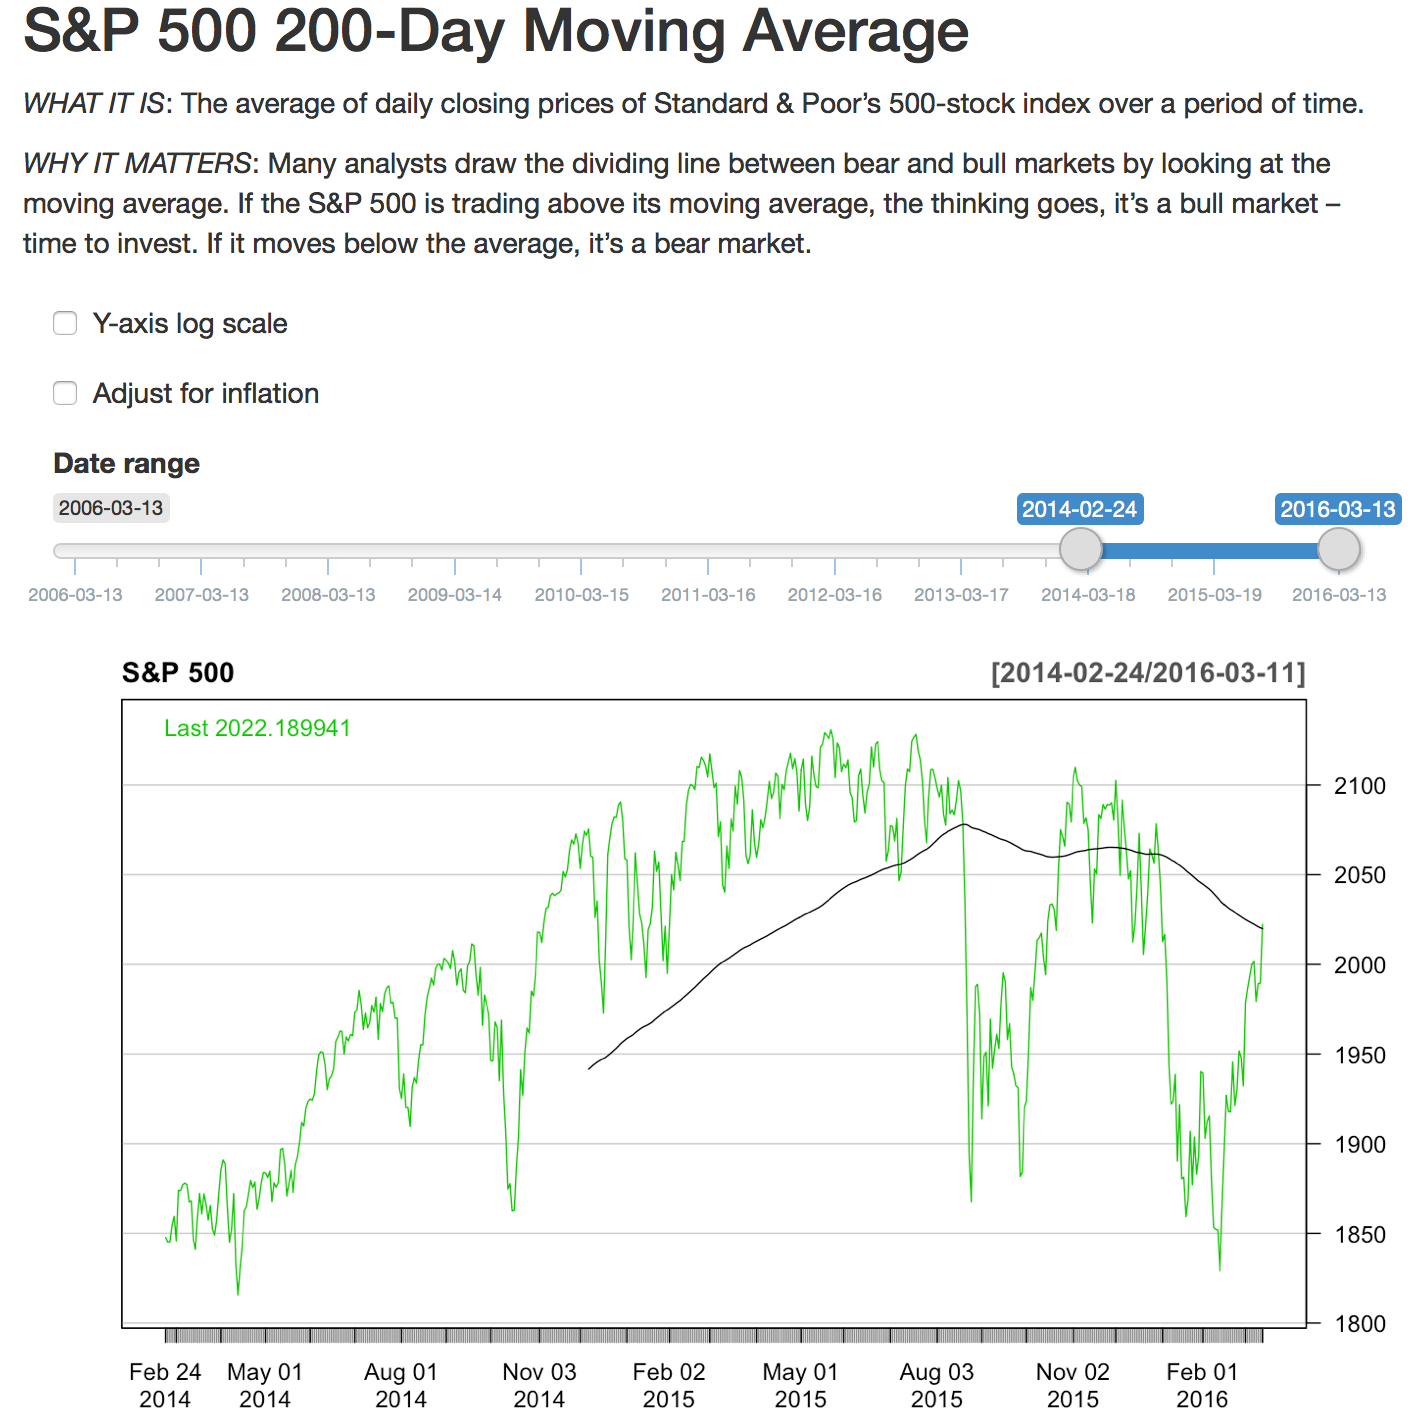 S&P 500 200-Day Moving Average
WHAT IT IS: The average of daily closing prices of Standard & Poor’s 500-stock index over a period of time.
WHY IT MATTERS: Many analysts draw the dividing line between bear and bull markets by looking at the
moving average. If the S&P 500 is trading above its moving average, the thinking goes, it’s a bull market –
time to invest. If it moves below the average, it’s a bear market.
Y-axis log scale
Adjust for inflation
Date range
2006-03-13 2014-02-24 2016-03-13
2006-03-13 2007-03-13 2008-03-13 2009-03-14 2010-03-15 2011-03-16 2012-03-16 2013-03-17 2014-03-18 2015-03-19 2016-03-13
S&P 500 [2014-02-24/2016-03-11]
Last 2022.189941
2100
2050
2000
1950
1900
1850
1800
Feb 24 May 01 Aug 01 Nov 03 Feb 02 May 01 Aug 03 Nov 02 Feb 01
2014 2014 2014 2014 2015 2015 2015 2015 2016